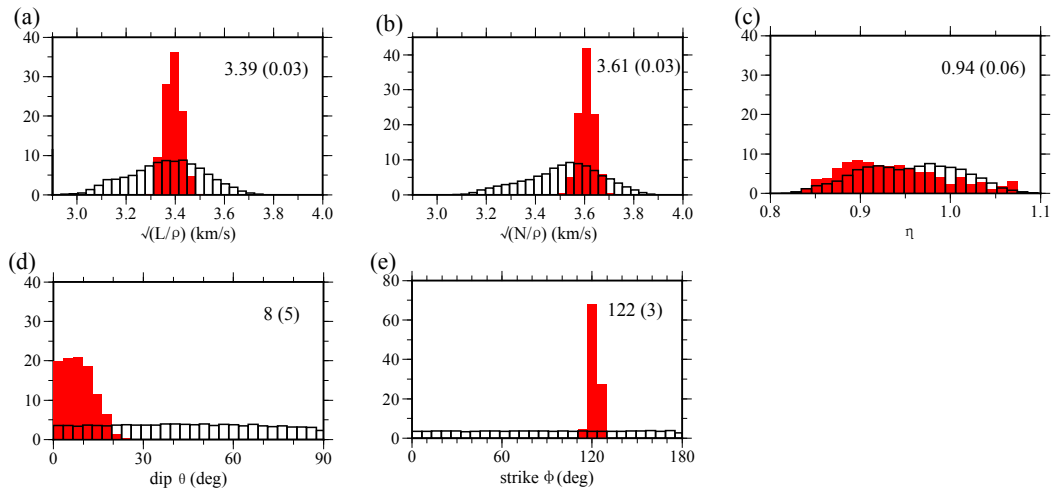 (a)
40
30
20
10
0
3.39 (0.03)
3.0 3.2 3.4 3.6 3.8 4.0
√(L/ρ) (km/s)
(b)
40
30
20
10
0
3.61 (0.03)
3.0 3.2 3.4 3.6 3.8 4.0
√(N/ρ) (km/s)
(c)
40
30
20
10
0
0.94 (0.06)
0.8 0.9 1.0 1.1
η
(d)
40
30
20
10
0
8 (5)
0 30 60 90
dip θ (deg)
(e)
80
60
40
20
0
122 (3)
0 60 120 180
strike ϕ (deg)